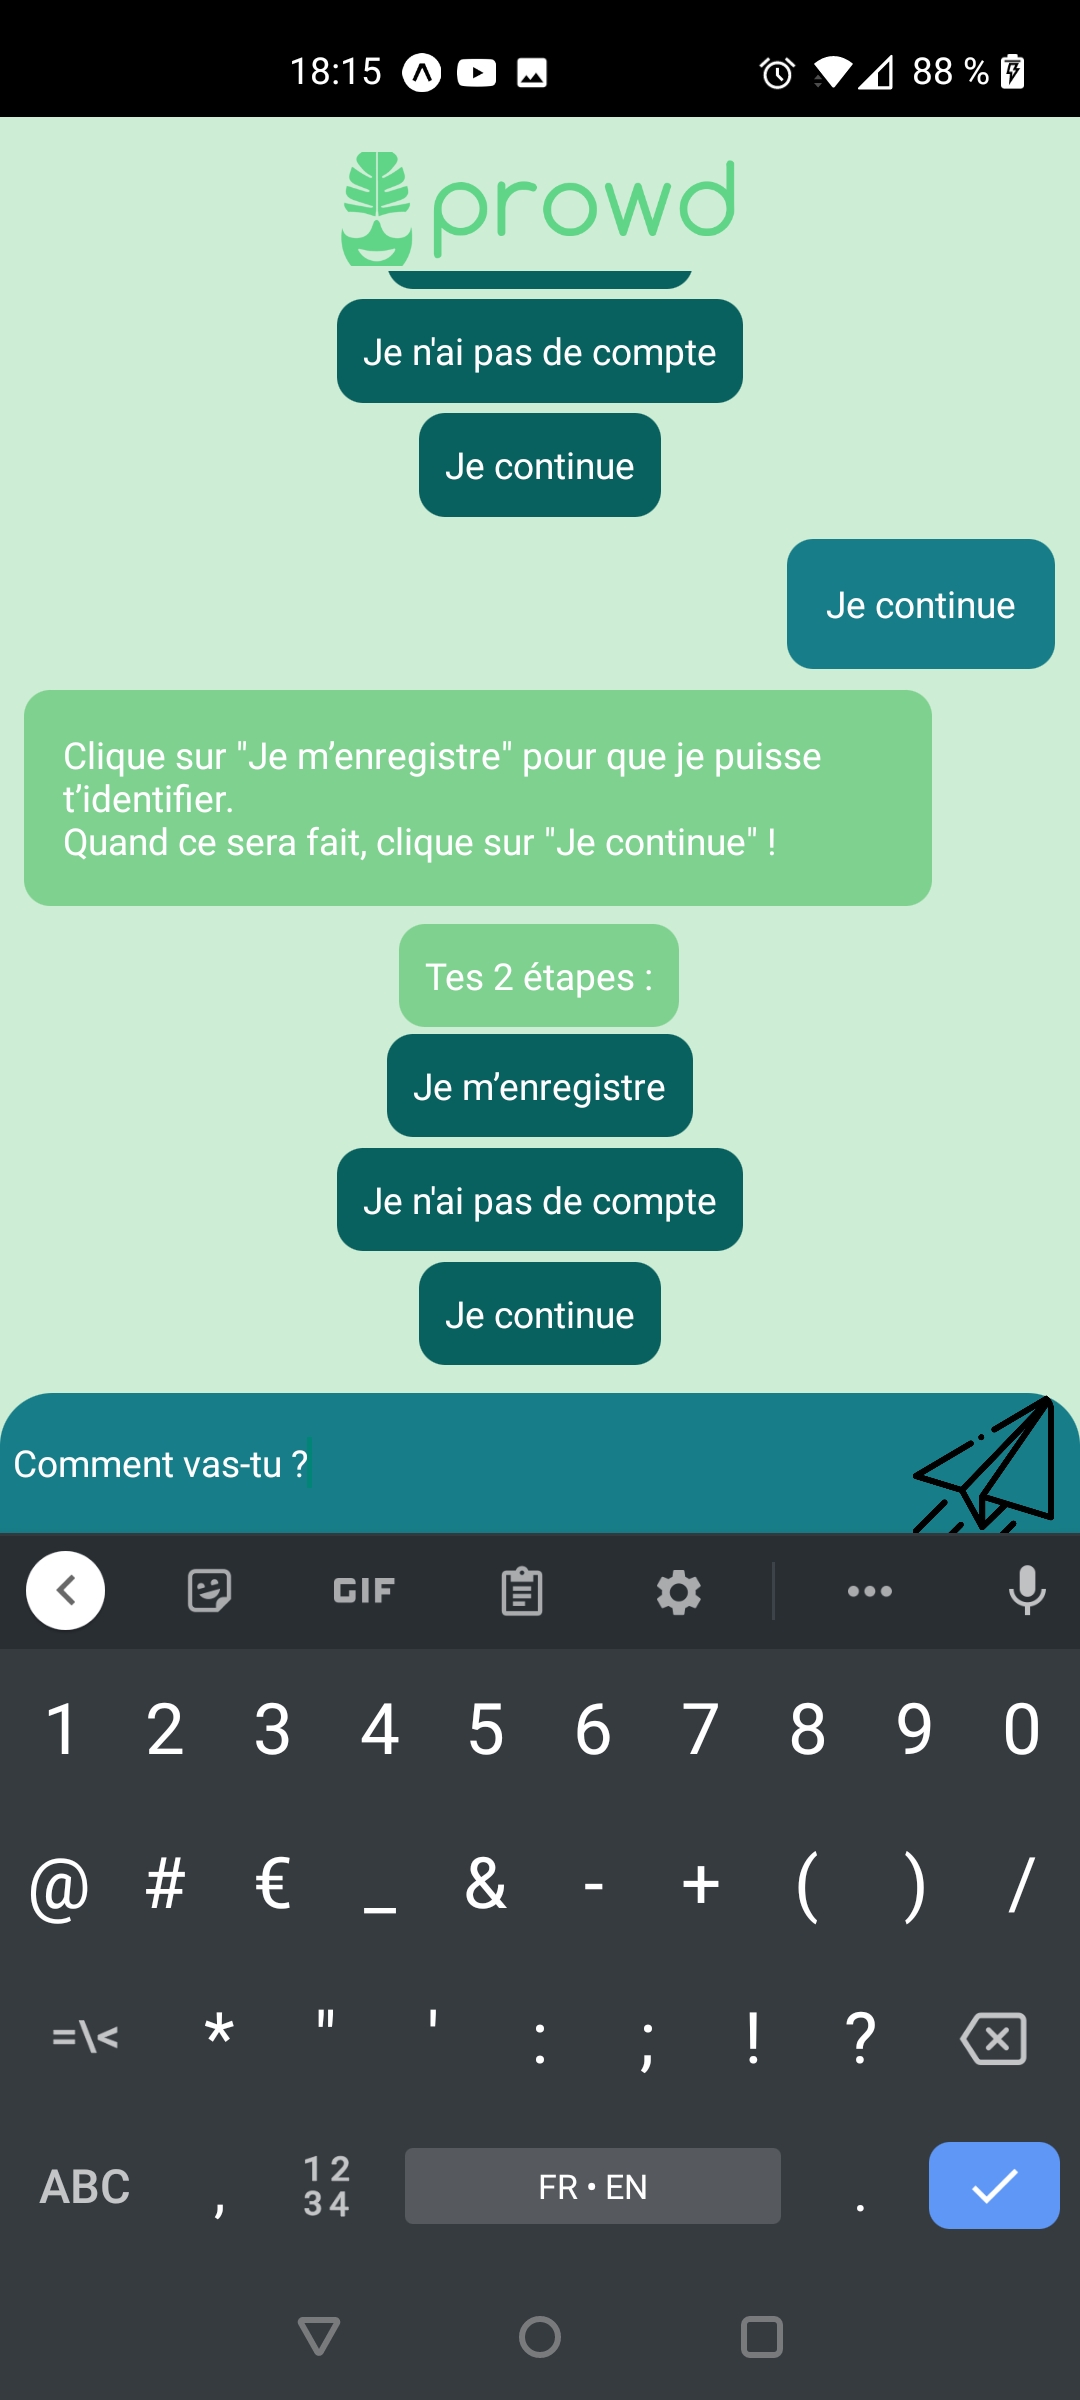 18:15
88 %
prowd
Je n'ai pas de compte
Je continue
Je continue
Clique sur "Je m’enregistre" pour que je puisse
t’identifier.
Quand ce sera fait, clique sur "Je continue" !
Tes 2 étapes :
Je m’enregistre
Je n'ai pas de compte
Je continue
Comment vas-tu ?
GIF
1 2 3 4 5 6 7 8 9 0
@ # € _ & - + ( ) /
=\< * " ' : ; ! ?
ABC , 12 34 FR • EN .